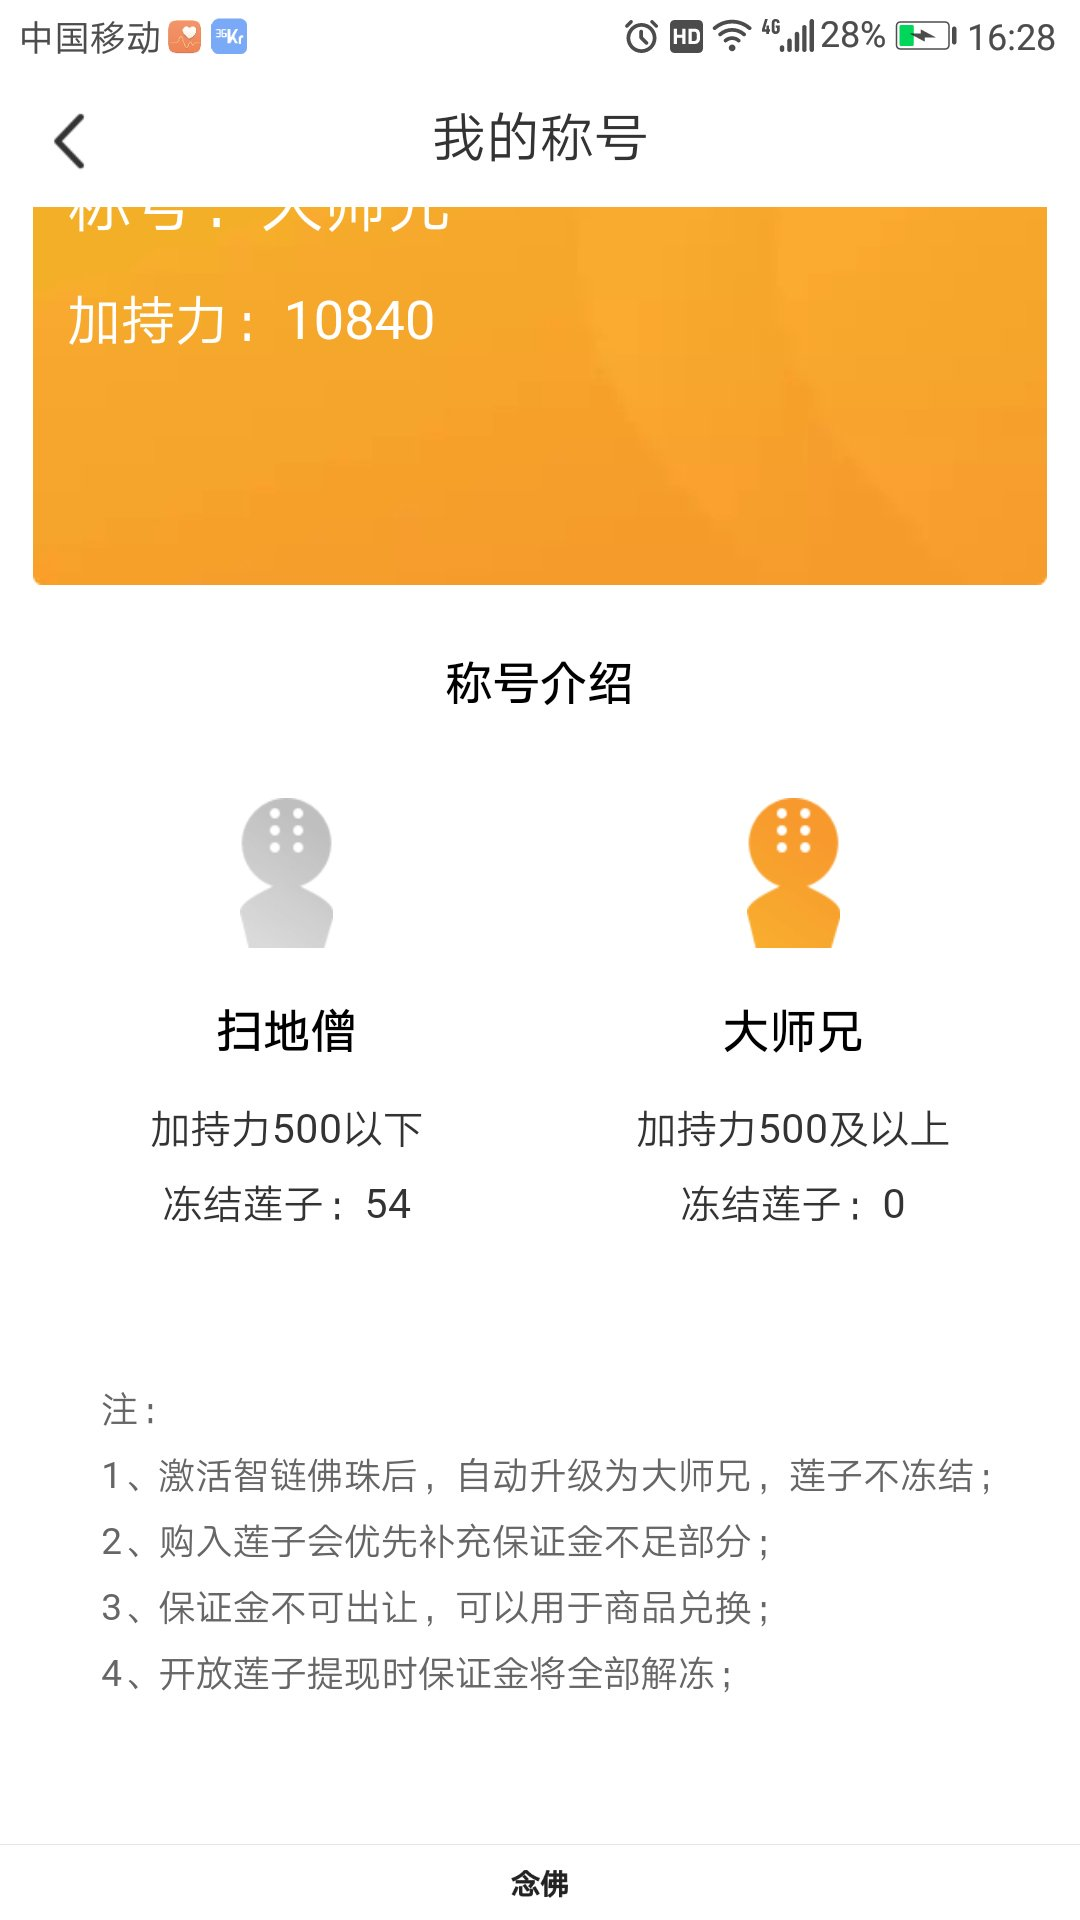 中国移动 36Kr HD 4G 28% 16:28
我的称号
称号：大师兄
加持力：10840
称号介绍
扫地僧 大师兄
加持力500以下 加持力500及以上
冻结莲子：54 冻结莲子：0
注：
1、激活智链佛珠后，自动升级为大师兄，莲子不冻结；
2、购入莲子会优先补充保证金不足部分；
3、保证金不可出让，可以用于商品兑换；
4、开放莲子提现时保证金将全部解冻；
念佛